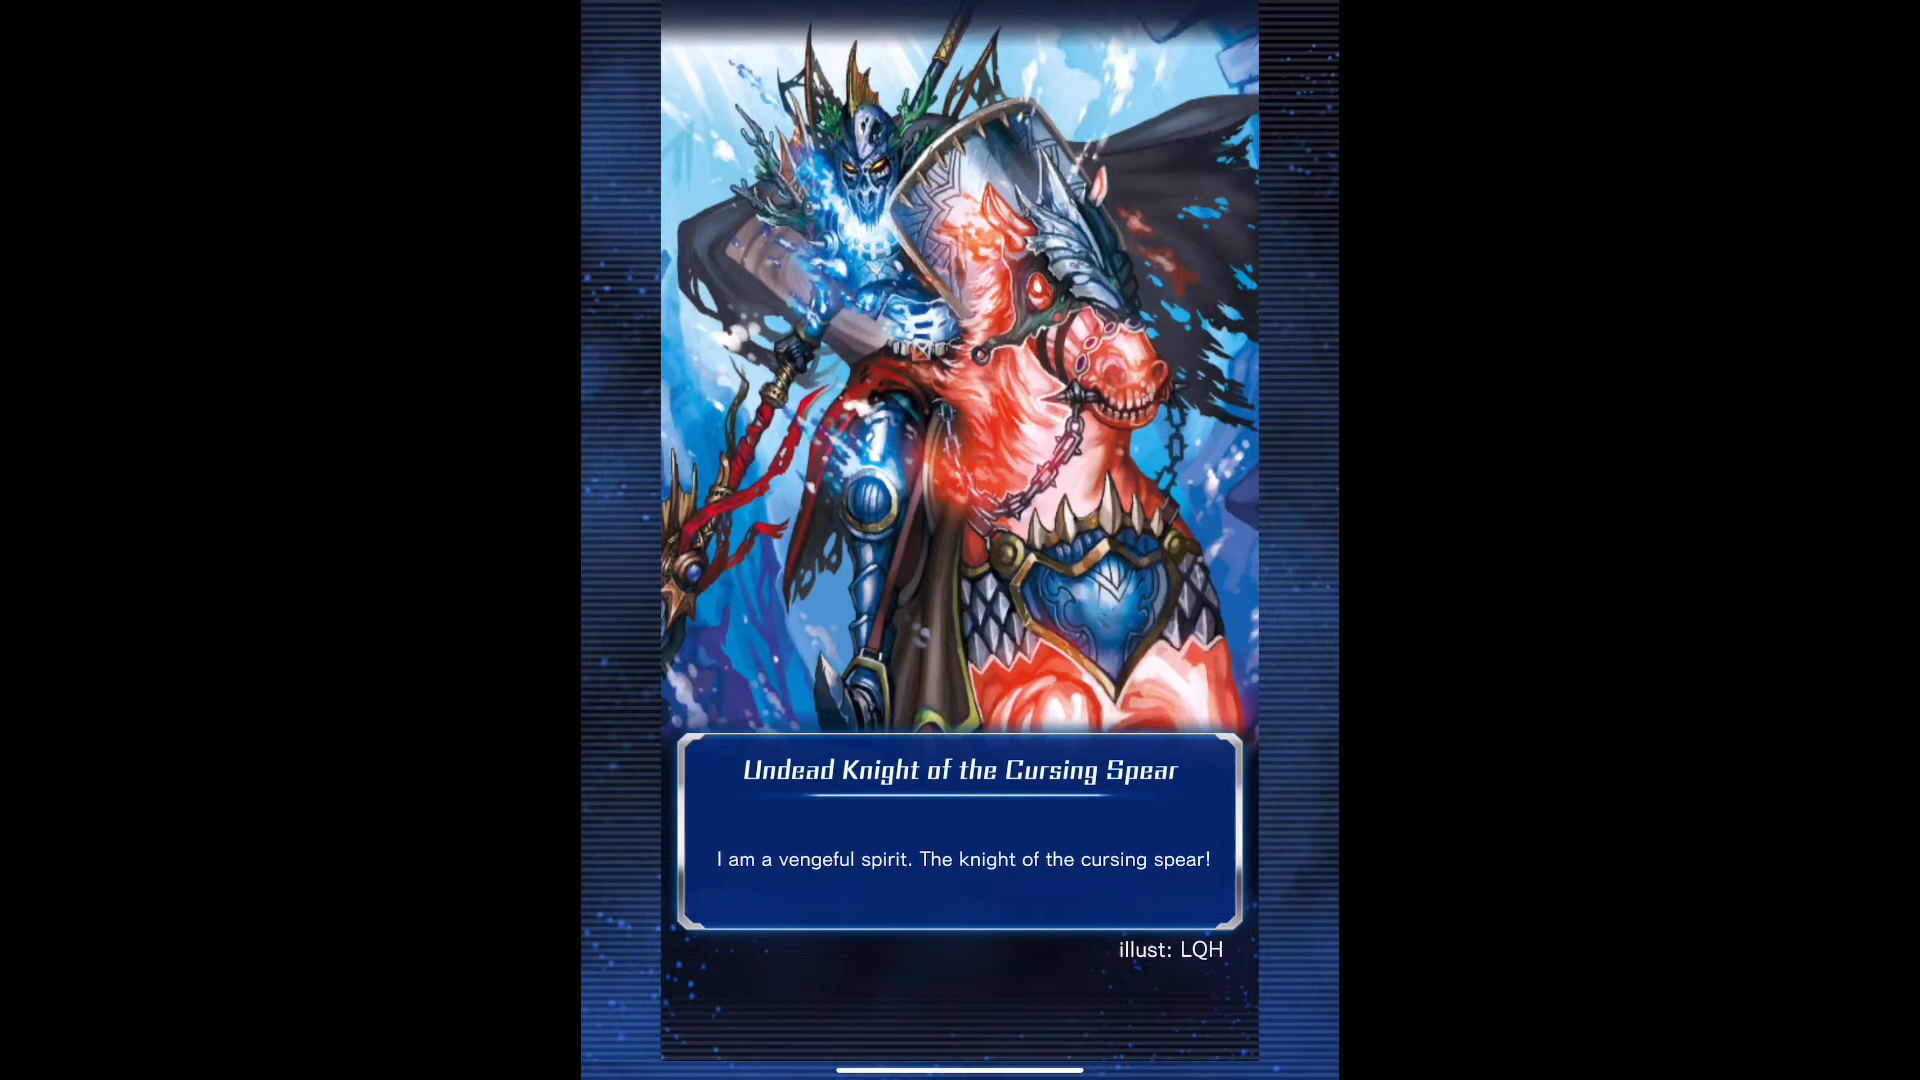 Undead Knight of the Cursing Spear
I am a vengeful spirit. The knight of the cursing spear!
illust: LQH